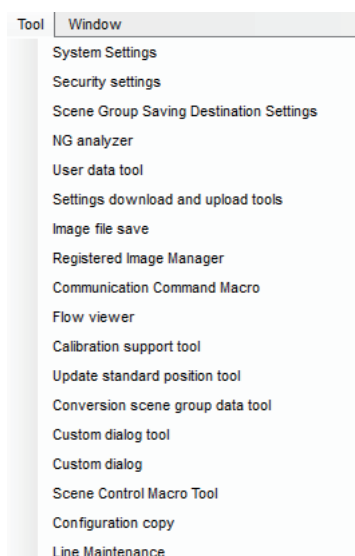 Tool Window
System Settings
Security settings
Scene Group Saving Destination Settings
NG analyzer
User data tool
Settings download and upload tools
Image file save
Registered Image Manager
Communication Command Macro
Flow viewer
Calibration support tool
Update standard position tool
Conversion scene group data tool
Custom dialog tool
Custom dialog
Scene Control Macro Tool
Configuration copy
Line Maintenance